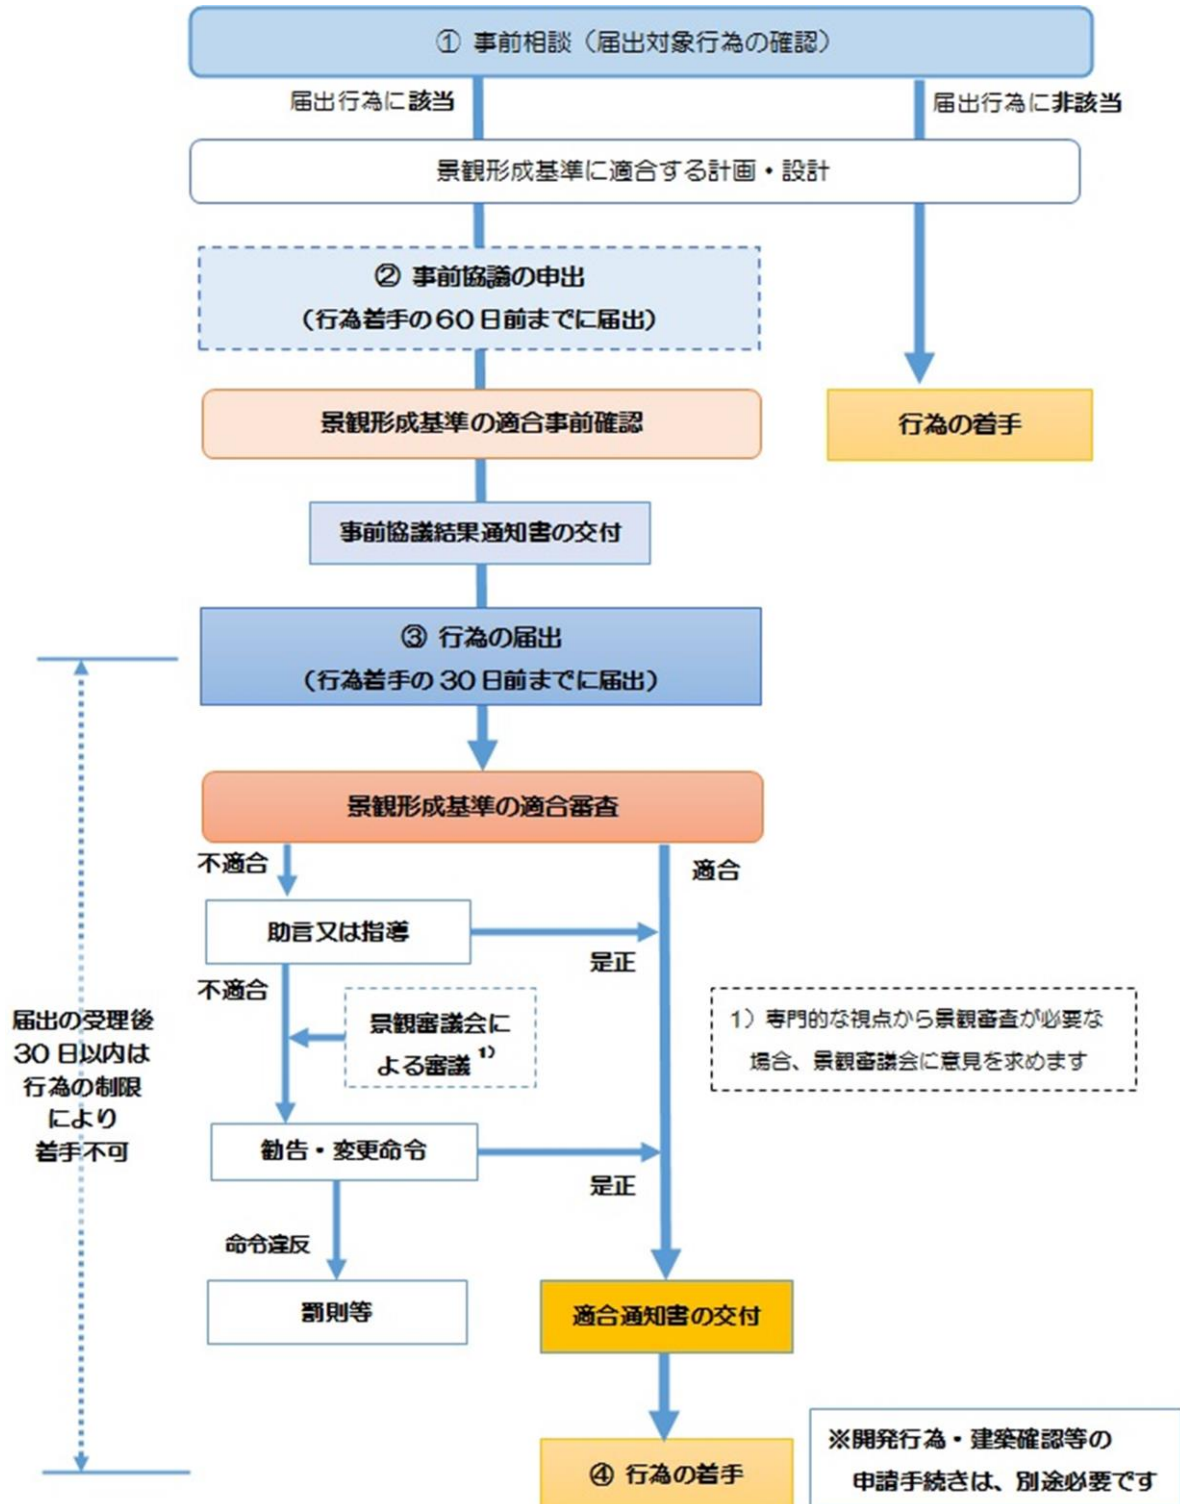 ① 事前相談（届出対象行為の確認）
届出行為に該当
届出行為に非該当
景観形成基準に適合する計画・設計
② 事前協議の申出
（行為着手の60日前までに届出）
景観形成基準の適合事前確認
行為の着手
事前協議結果通知書の交付
③ 行為の届出
（行為着手の30日前までに届出）
景観形成基準の適合審査
不適合
適合
助言又は指導
是正
不適合
景観審議会に
よる審議 1)
1）専門的な視点から景観審査が必要な
場合、景観審議会に意見を求めます
届出の受理後
30日以内は
行為の制限
により
着手不可
勧告・変更命令
是正
命令違反
罰則等
適合通知書の交付
④ 行為の着手
※開発行為・建築確認等の
申請手続きは、別途必要です